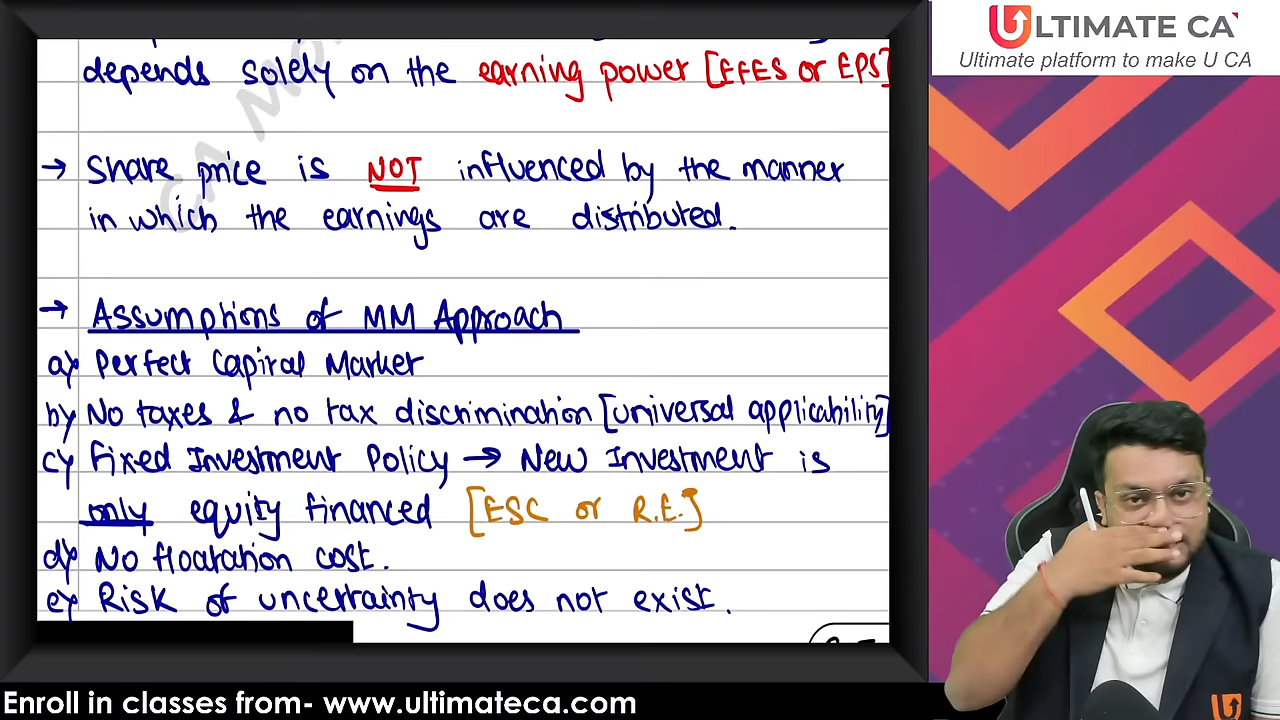 depends solely on the earning power [EFES or EPS]
→ Share price is NOT influenced by the manner
in which the earnings are distributed.
→ Assumptions of MM Approach
a) Perfect Capital Market
b) No taxes & no tax discrimination [universal applicability]
c) Fixed Investment Policy → New Investment is
only equity financed [ESC or R.E.]
d) No floatation cost.
e) Risk of uncertainty does not exist.
ULTIMATE CA
Ultimate platform to make U CA
Enroll in classes from- www.ultimateca.com